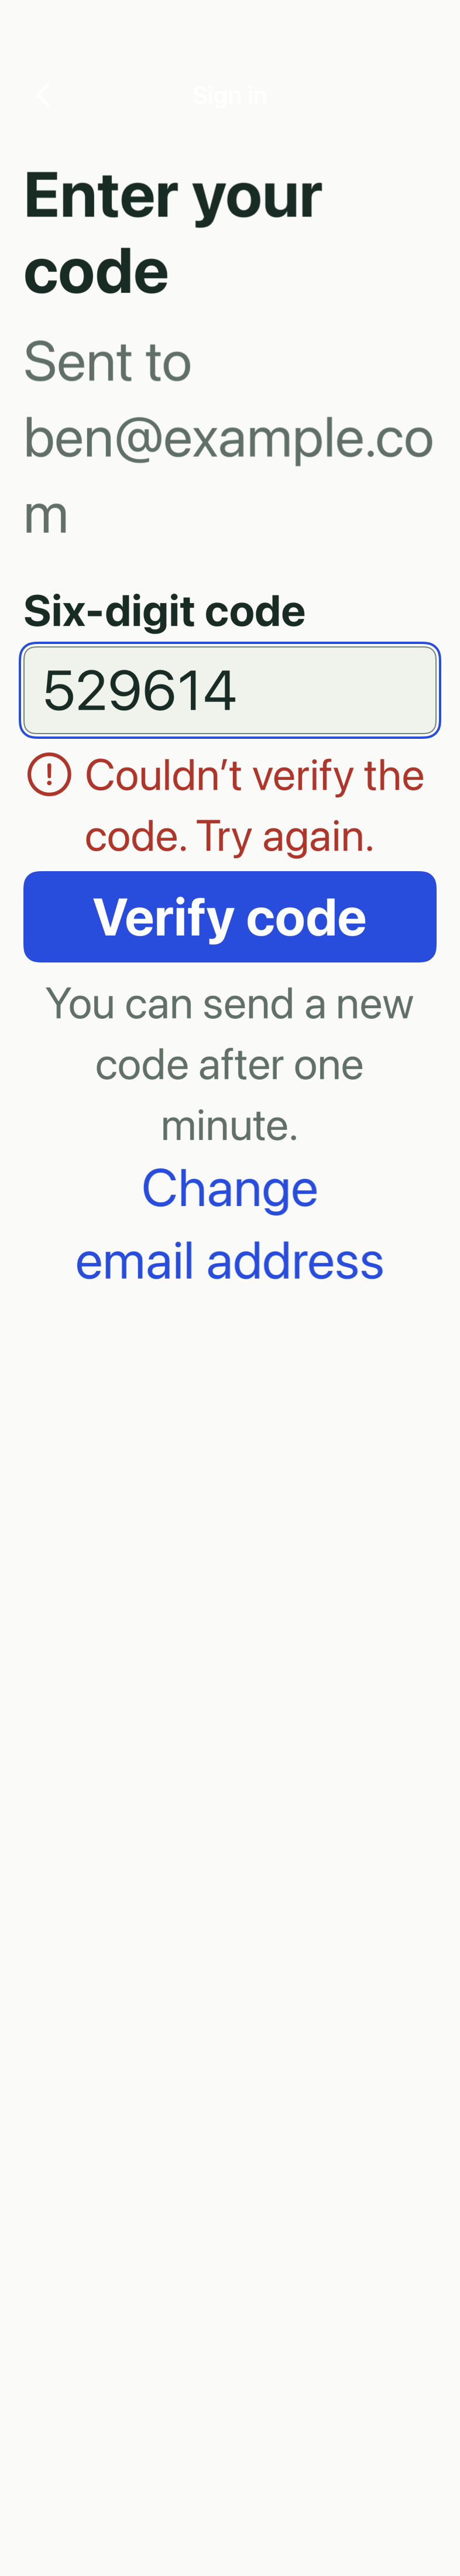 Sign in
Enter your
code
Sent to
ben@example.co
m
Six-digit code
529614
Couldn’t verify the
code. Try again.
Verify code
You can send a new
code after one
minute.
Change
email address